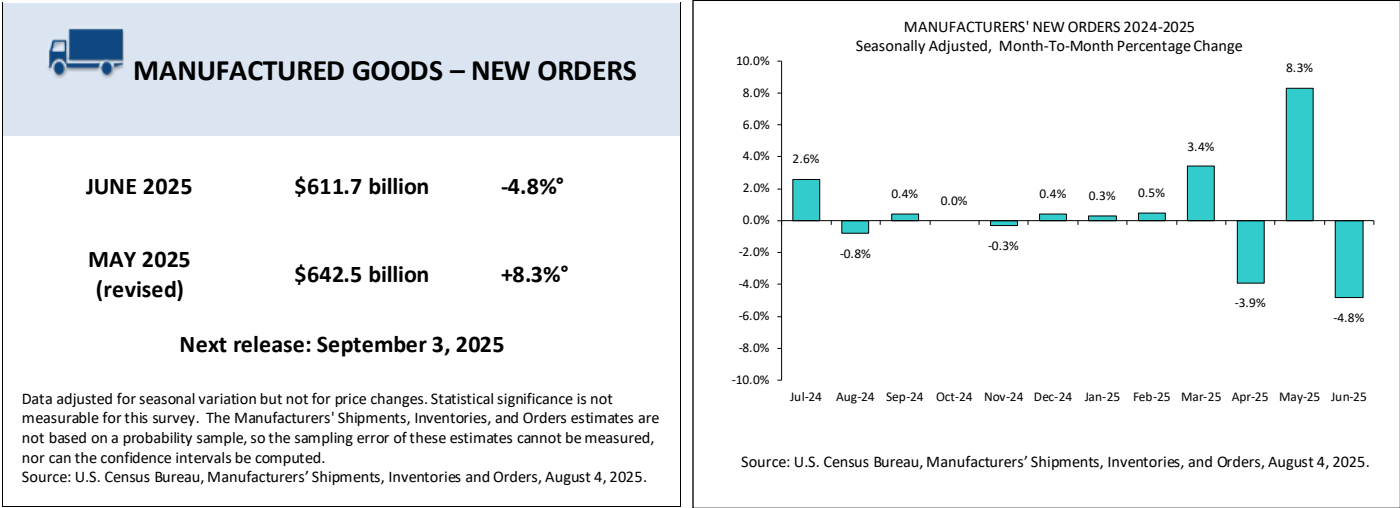 MANUFACTURED GOODS – NEW ORDERS
JUNE 2025 $611.7 billion -4.8%°
MAY 2025
(revised) $642.5 billion +8.3%°
Next release: September 3, 2025
Data adjusted for seasonal variation but not for price changes. Statistical significance is not
measurable for this survey. The Manufacturers' Shipments, Inventories, and Orders estimates are
not based on a probability sample, so the sampling error of these estimates cannot be measured,
nor can the confidence intervals be computed.
Source: U.S. Census Bureau, Manufacturers’ Shipments, Inventories and Orders, August 4, 2025.
MANUFACTURERS' NEW ORDERS 2024-2025
Seasonally Adjusted, Month-To-Month Percentage Change
10.0%
8.0%
6.0%
4.0%
2.0%
0.0%
-2.0%
-4.0%
-6.0%
-8.0%
-10.0%
2.6%
-0.8%
0.4%
0.0%
-0.3%
0.4%
0.3%
0.5%
3.4%
-3.9%
8.3%
-4.8%
Jul-24 Aug-24 Sep-24 Oct-24 Nov-24 Dec-24 Jan-25 Feb-25 Mar-25 Apr-25 May-25 Jun-25
Source: U.S. Census Bureau, Manufacturers’ Shipments, Inventories, and Orders, August 4, 2025.